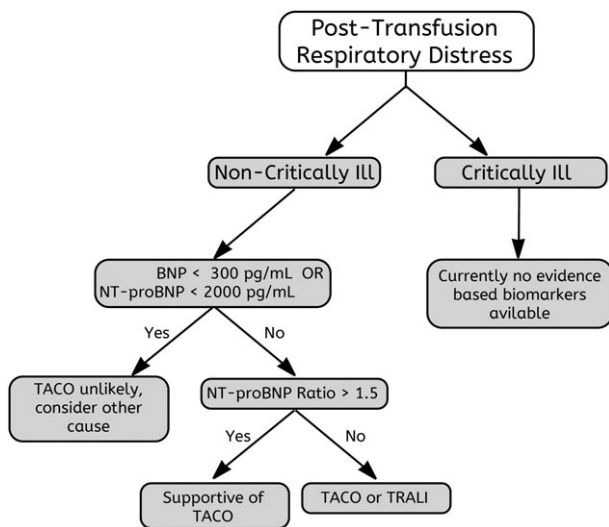 Post-Transfusion
Respiratory Distress
Non-Critically Ill
Critically Ill
BNP < 300 pg/mL OR
NT-proBNP < 2000 pg/mL
Currently no evidence
based biomarkers
avilable
Yes
No
TACO unlikely,
consider other
cause
NT-proBNP Ratio > 1.5
Yes
No
Supportive of
TACO
TACO or TRALI